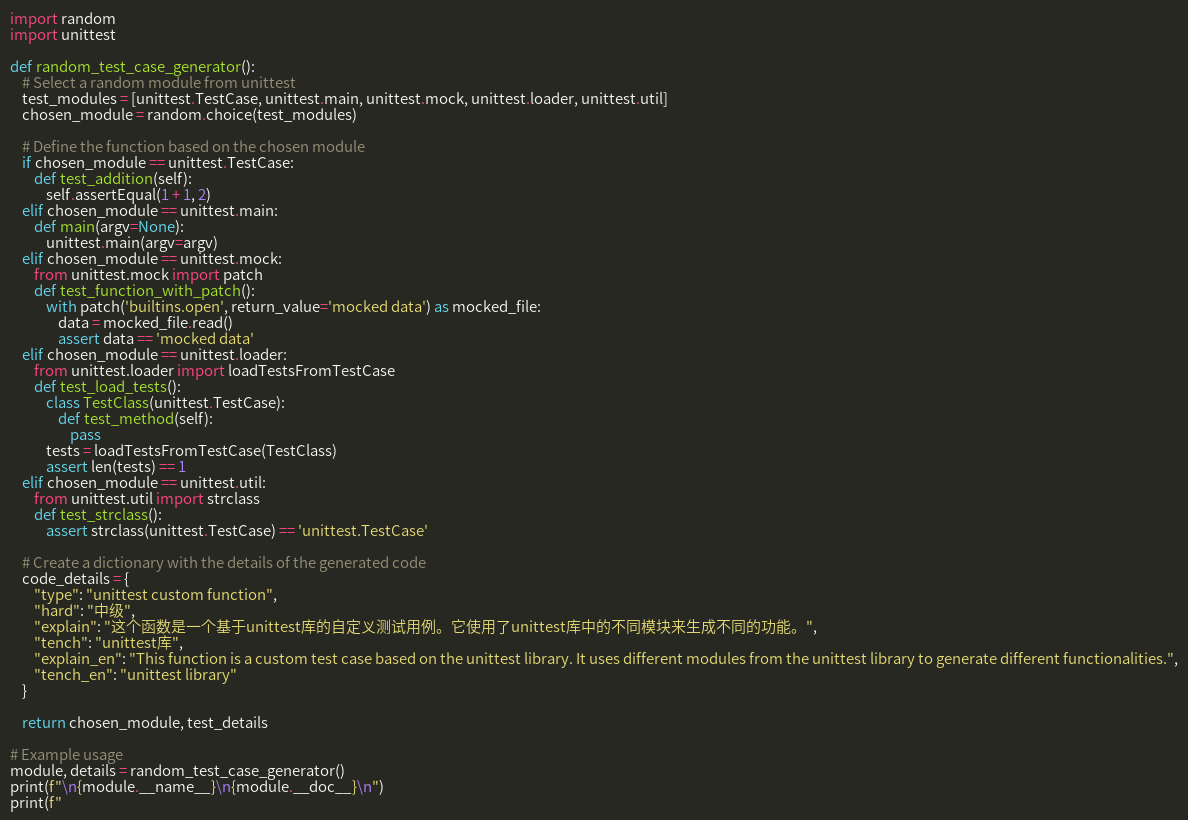 import random
import unittest

def random_test_case_generator():
    # Select a random module from unittest
    test_modules = [unittest.TestCase, unittest.main, unittest.mock, unittest.loader, unittest.util]
    chosen_module = random.choice(test_modules)

    # Define the function based on the chosen module
    if chosen_module == unittest.TestCase:
        def test_addition(self):
            self.assertEqual(1 + 1, 2)
    elif chosen_module == unittest.main:
        def main(argv=None):
            unittest.main(argv=argv)
    elif chosen_module == unittest.mock:
        from unittest.mock import patch
        def test_function_with_patch():
            with patch('builtins.open', return_value='mocked data') as mocked_file:
                data = mocked_file.read()
                assert data == 'mocked data'
    elif chosen_module == unittest.loader:
        from unittest.loader import loadTestsFromTestCase
        def test_load_tests():
            class TestClass(unittest.TestCase):
                def test_method(self):
                    pass
            tests = loadTestsFromTestCase(TestClass)
            assert len(tests) == 1
    elif chosen_module == unittest.util:
        from unittest.util import strclass
        def test_strclass():
            assert strclass(unittest.TestCase) == 'unittest.TestCase'

    # Create a dictionary with the details of the generated code
    code_details = {
        "type": "unittest custom function",
        "hard": "中级",
        "explain": "这个函数是一个基于unittest库的自定义测试用例。它使用了unittest库中的不同模块来生成不同的功能。",
        "tench": "unittest库",
        "explain_en": "This function is a custom test case based on the unittest library. It uses different modules from the unittest library to generate different functionalities.",
        "tench_en": "unittest library"
    }

    return chosen_module, test_details

# Example usage
module, details = random_test_case_generator()
print(f"\n{module.__name__}\n{module.__doc__}\n")
print(f"